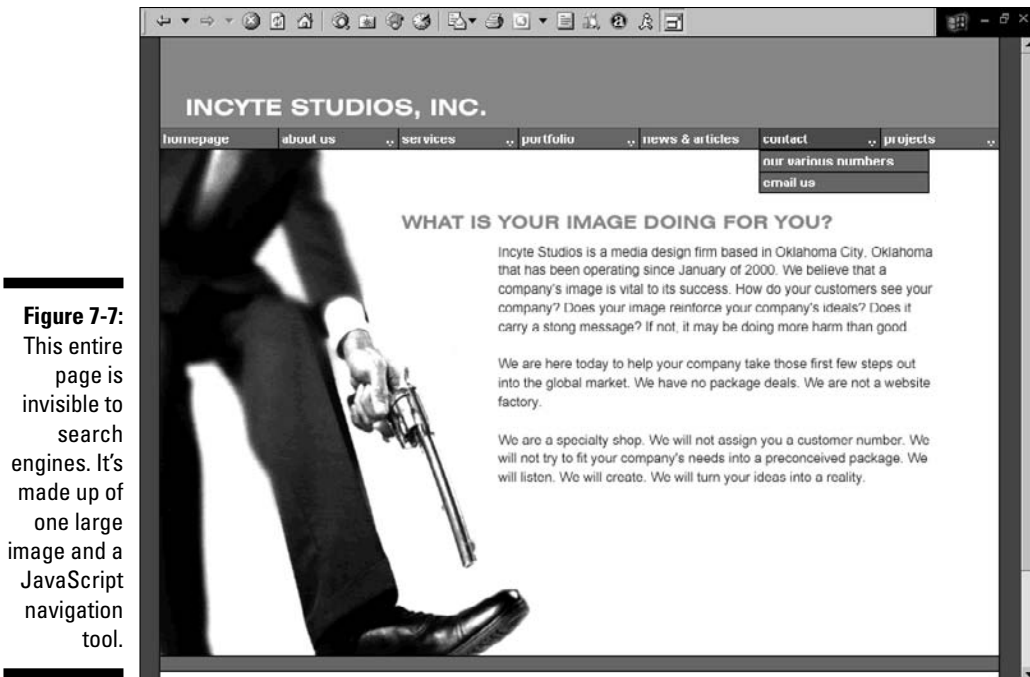 INCYTE STUDIOS, INC.
homepage about us services portfolio news & articles contact projects
our various numbers
email us
WHAT IS YOUR IMAGE DOING FOR YOU?
Incyte Studios is a media design firm based in Oklahoma City, Oklahoma
that has been operating since January of 2000. We believe that a
company's image is vital to its success. How do your customers see your
company? Does your image reinforce your company's ideals? Does it
carry a stong message? If not, it may be doing more harm than good
We are here today to help your company take those first few steps out
into the global market. We have no package deals. We are not a website
factory.
We are a specialty shop. We will not assign you a customer number. We
will not try to fit your company's needs into a preconceived package. We
will listen. We will create. We will turn your ideas into a reality.
Figure 7-7:
This entire
page is
invisible to
search
engines. It's
made up of
one large
image and a
JavaScript
navigation
tool.